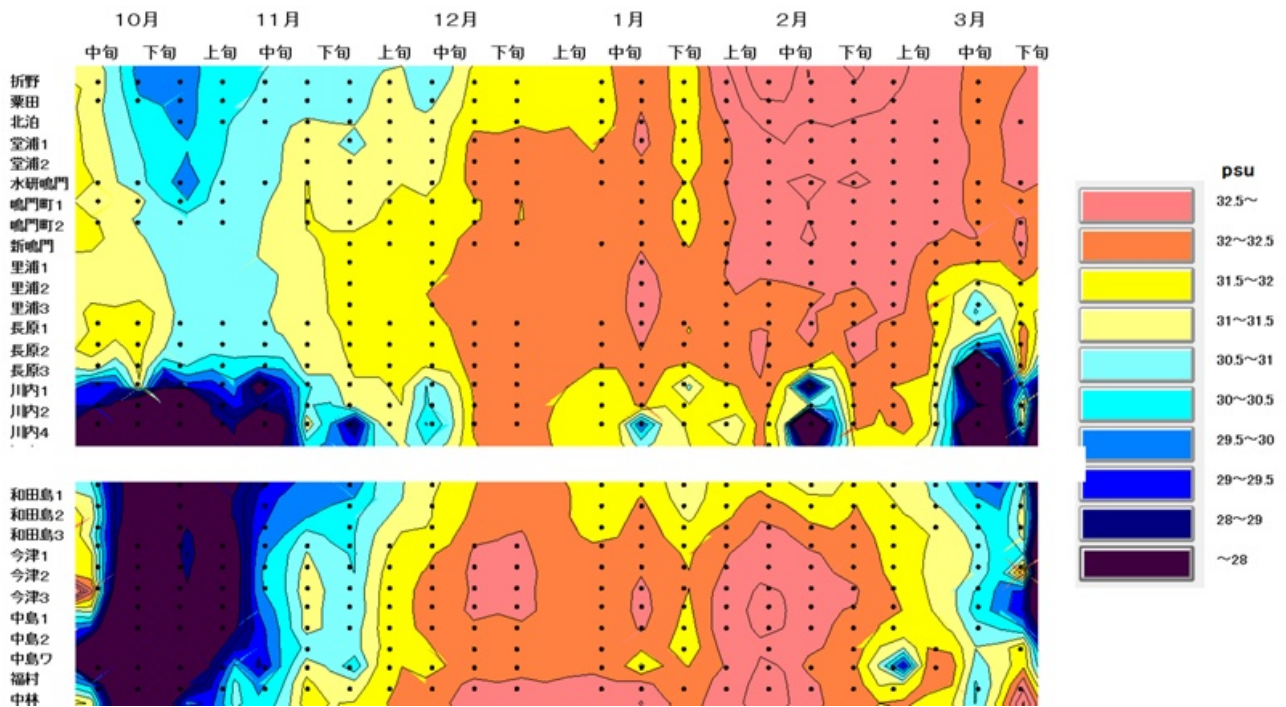 10月 11月 12月 1月 2月 3月
中旬 下旬 上旬 中旬 下旬 上旬 中旬 下旬 上旬 中旬 下旬 上旬 中旬 下旬 上旬 中旬 下旬
折野
粟田
北泊
堂浦1
堂浦2
水研鳴門
鳴門町1
鳴門町2
新鳴門
里浦1
里浦2
里浦3
長原1
長原2
長原3
川内1
川内2
川内4
和田島1
和田島2
和田島3
今津1
今津2
今津3
中島1
中島2
中島ワ
福村
中林
psu
32.5～
32～32.5
31.5～32
31～31.5
30.5～31
30～30.5
29.5～30
29～29.5
28～29
～28